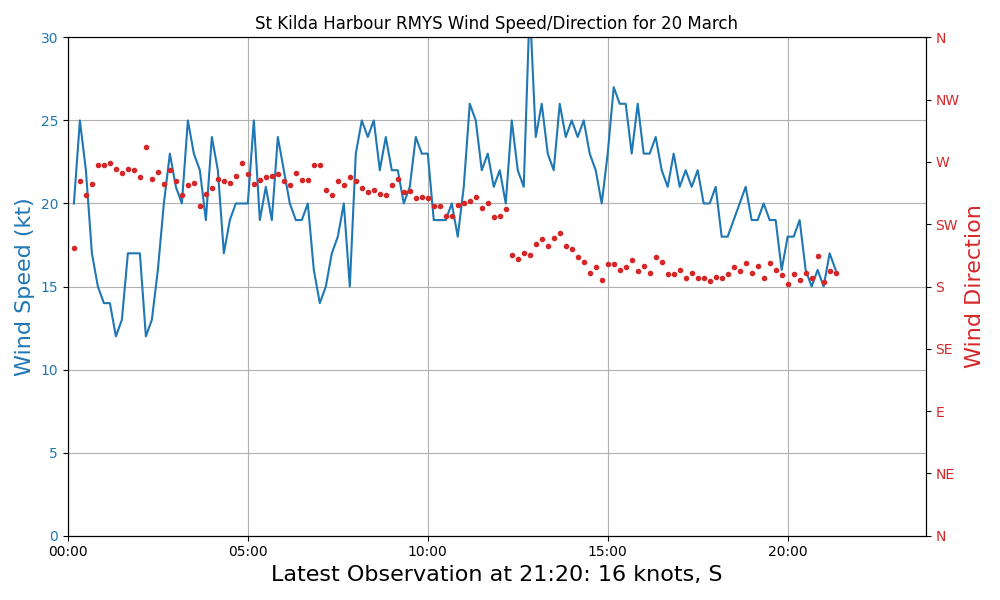 St Kilda Harbour RMYS Wind Speed/Direction for 20 March
Wind Speed (kt)
30
25
20
15
10
5
0
00:00 05:00 10:00 15:00 20:00
N
NW
W
SW
S
SE
E
NE
N
Wind Direction
Latest Observation at 21:20: 16 knots, S